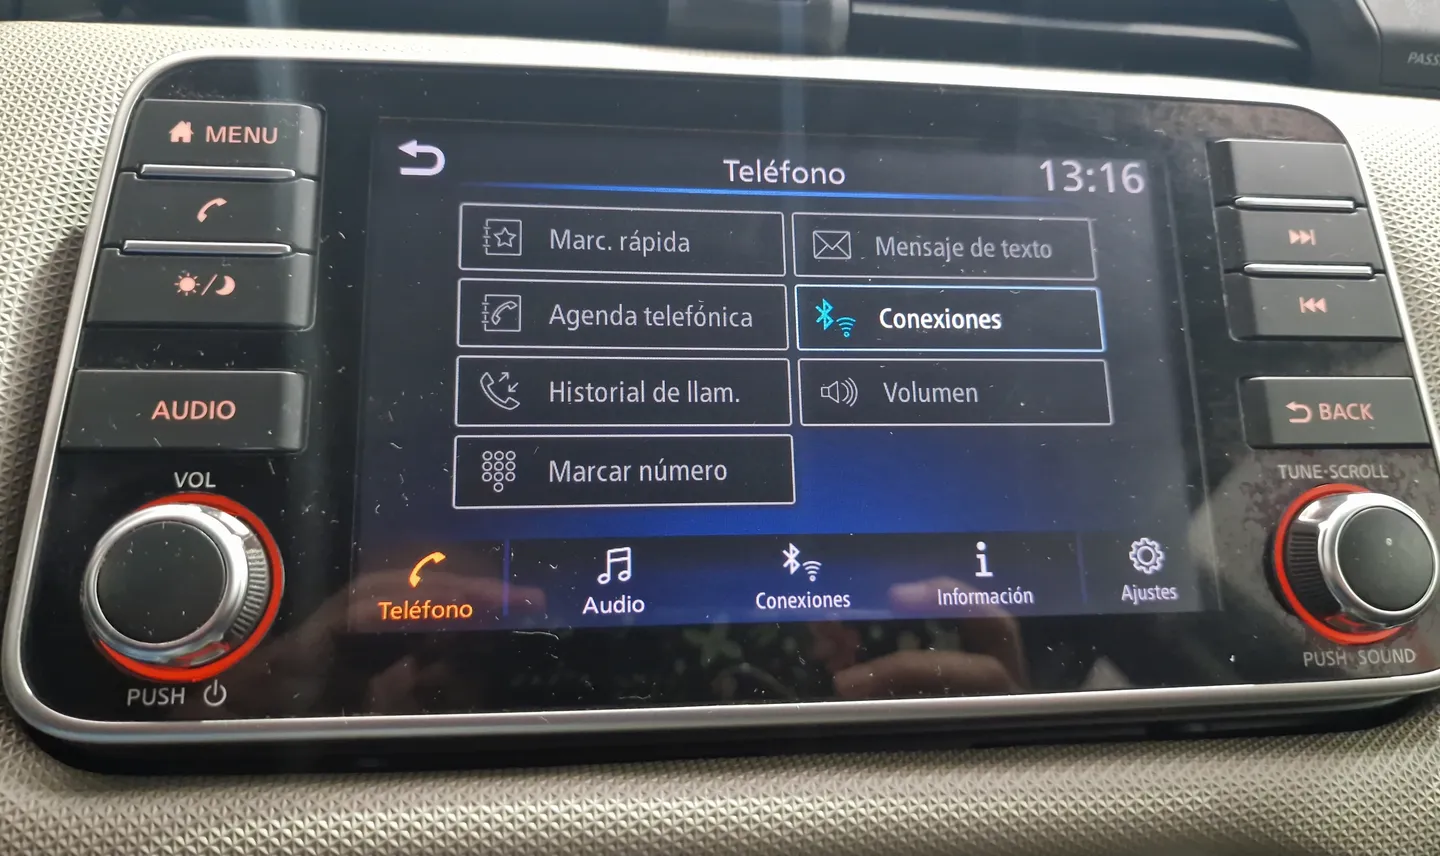 PASS
MENU
Teléfono
13:16
Marc. rápida
Mensaje de texto
Agenda telefónica
Conexiones
Historial de llam.
Volumen
Marcar número
AUDIO
BACK
VOL
TUNE·SCROLL
Teléfono
Audio
Conexiones
Información
Ajustes
PUSH
PUSH SOUND